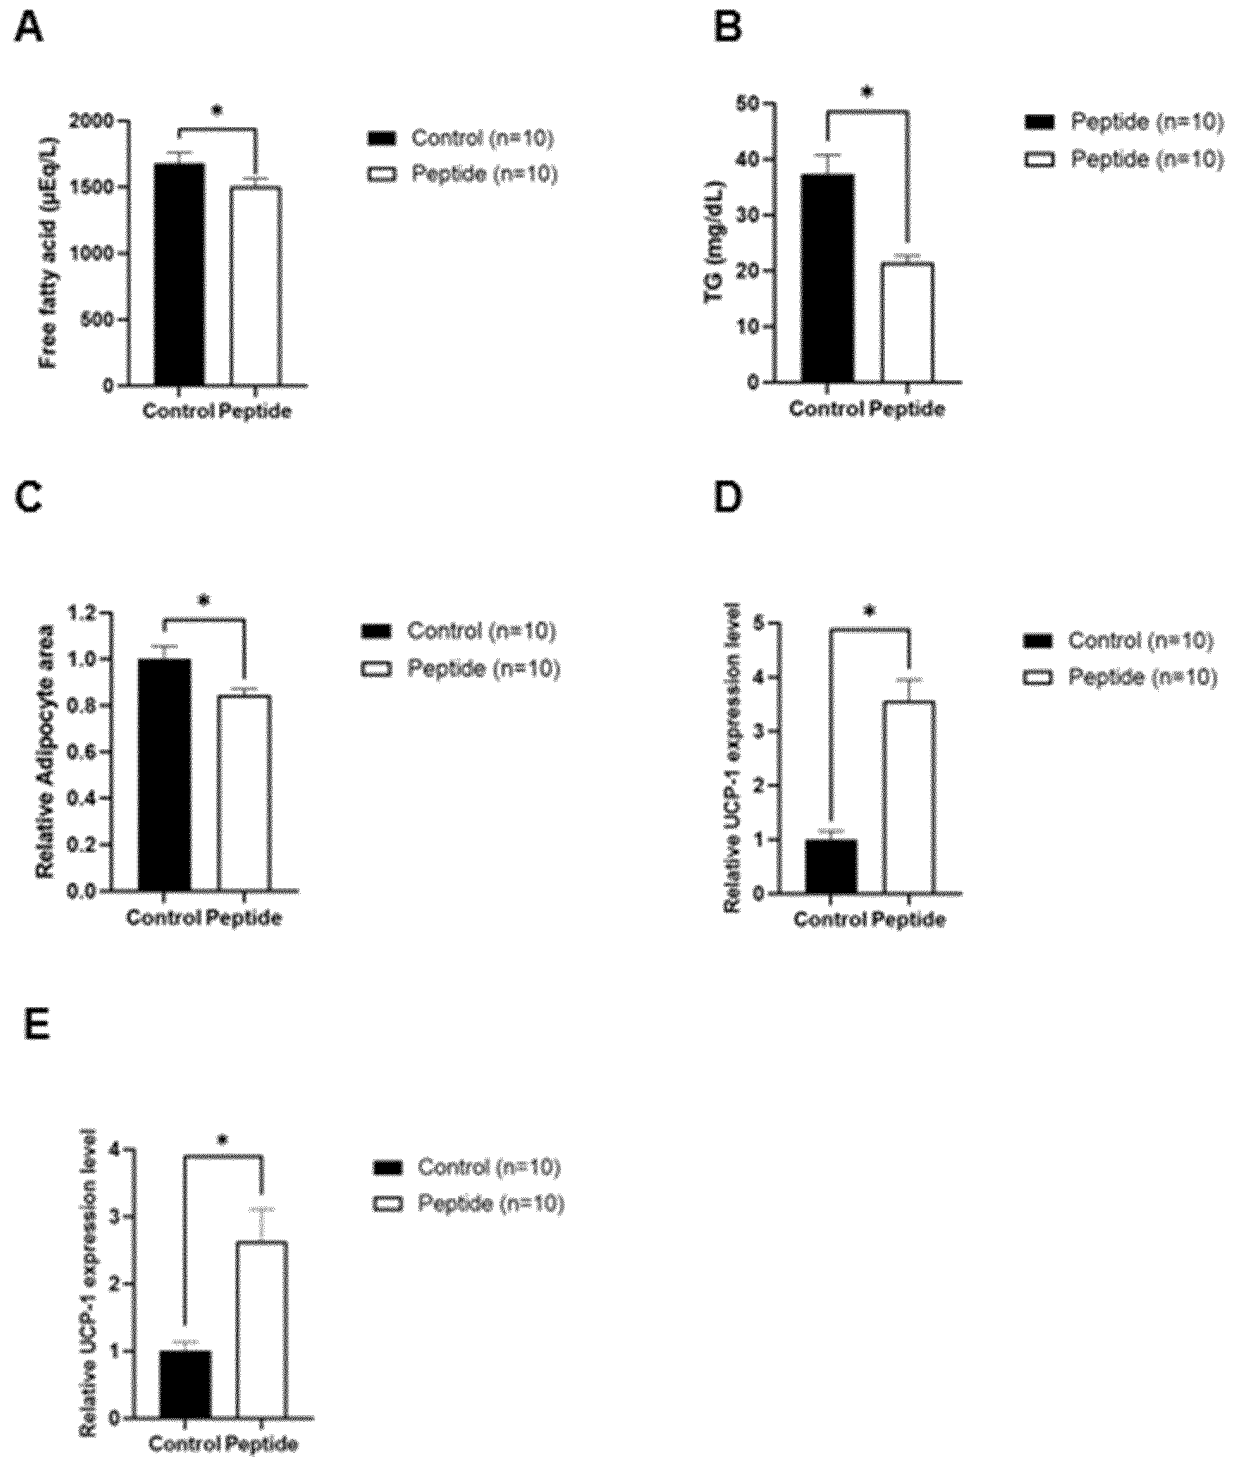 A
*
Free fatty acid (µEq/L)
2000
1500
1000
500
0
Control Peptide
Control (n=10)
Peptide (n=10)
B
*
TG (mg/dL)
50
40
30
20
10
0
Control Peptide
Peptide (n=10)
Peptide (n=10)
C
*
Relative Adipocyte area
1.2
1.0
0.8
0.6
0.4
0.2
0.0
Control Peptide
Control (n=10)
Peptide (n=10)
D
*
Relative UCP-1 expression level
5
4
3
2
1
0
Control Peptide
Control (n=10)
Peptide (n=10)
E
*
Relative UCP-1 expression level
4
3
2
1
0
Control Peptide
Control (n=10)
Peptide (n=10)